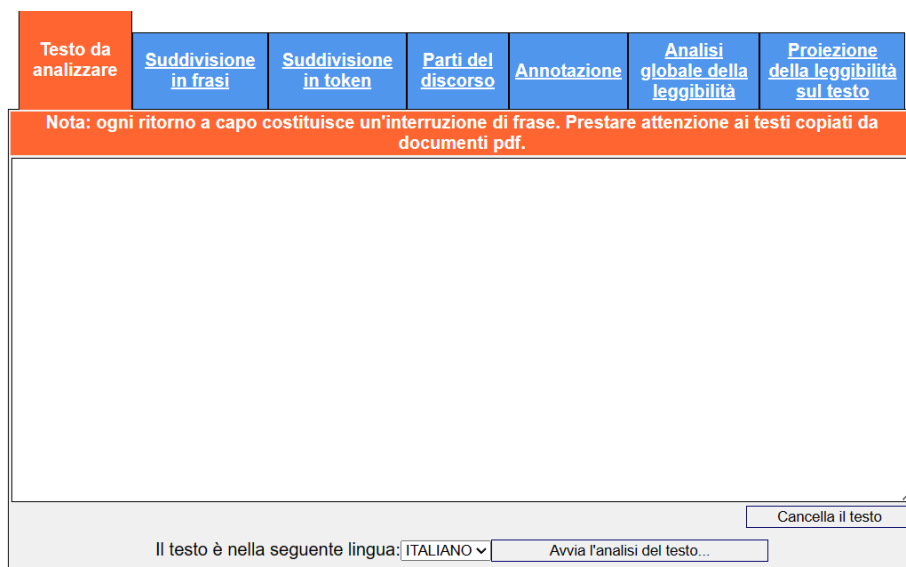 Testo da
analizzare
Suddivisione
in frasi
Suddivisione
in token
Parti del
discorso
Annotazione
Analisi
globale della
leggibilità
Proiezione
della leggibilità
sul testo
Nota: ogni ritorno a capo costituisce un'interruzione di frase. Prestare attenzione ai testi copiati da
documenti pdf.
Cancella il testo
Il testo è nella seguente lingua: ITALIANO Avvia l'analisi del testo...